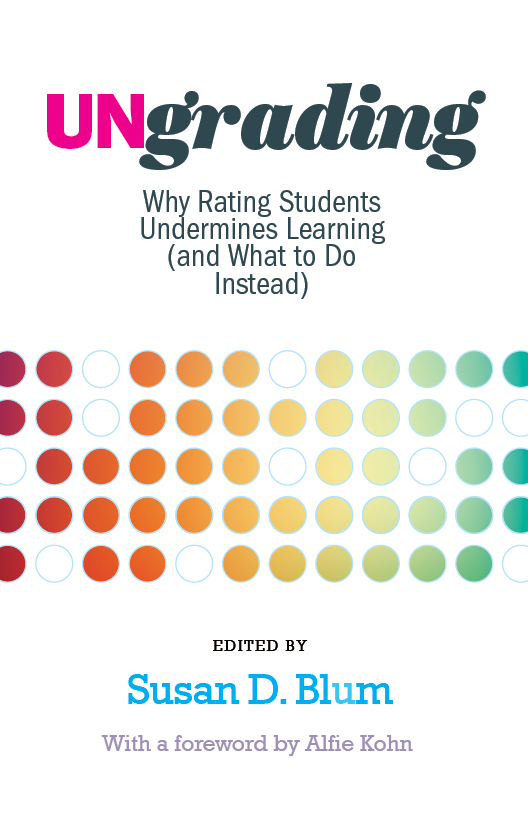 UNgrading
Why Rating Students
Undermines Learning
(and What to Do
Instead)
EDITED BY
Susan D. Blum
With a foreword by Alfie Kohn